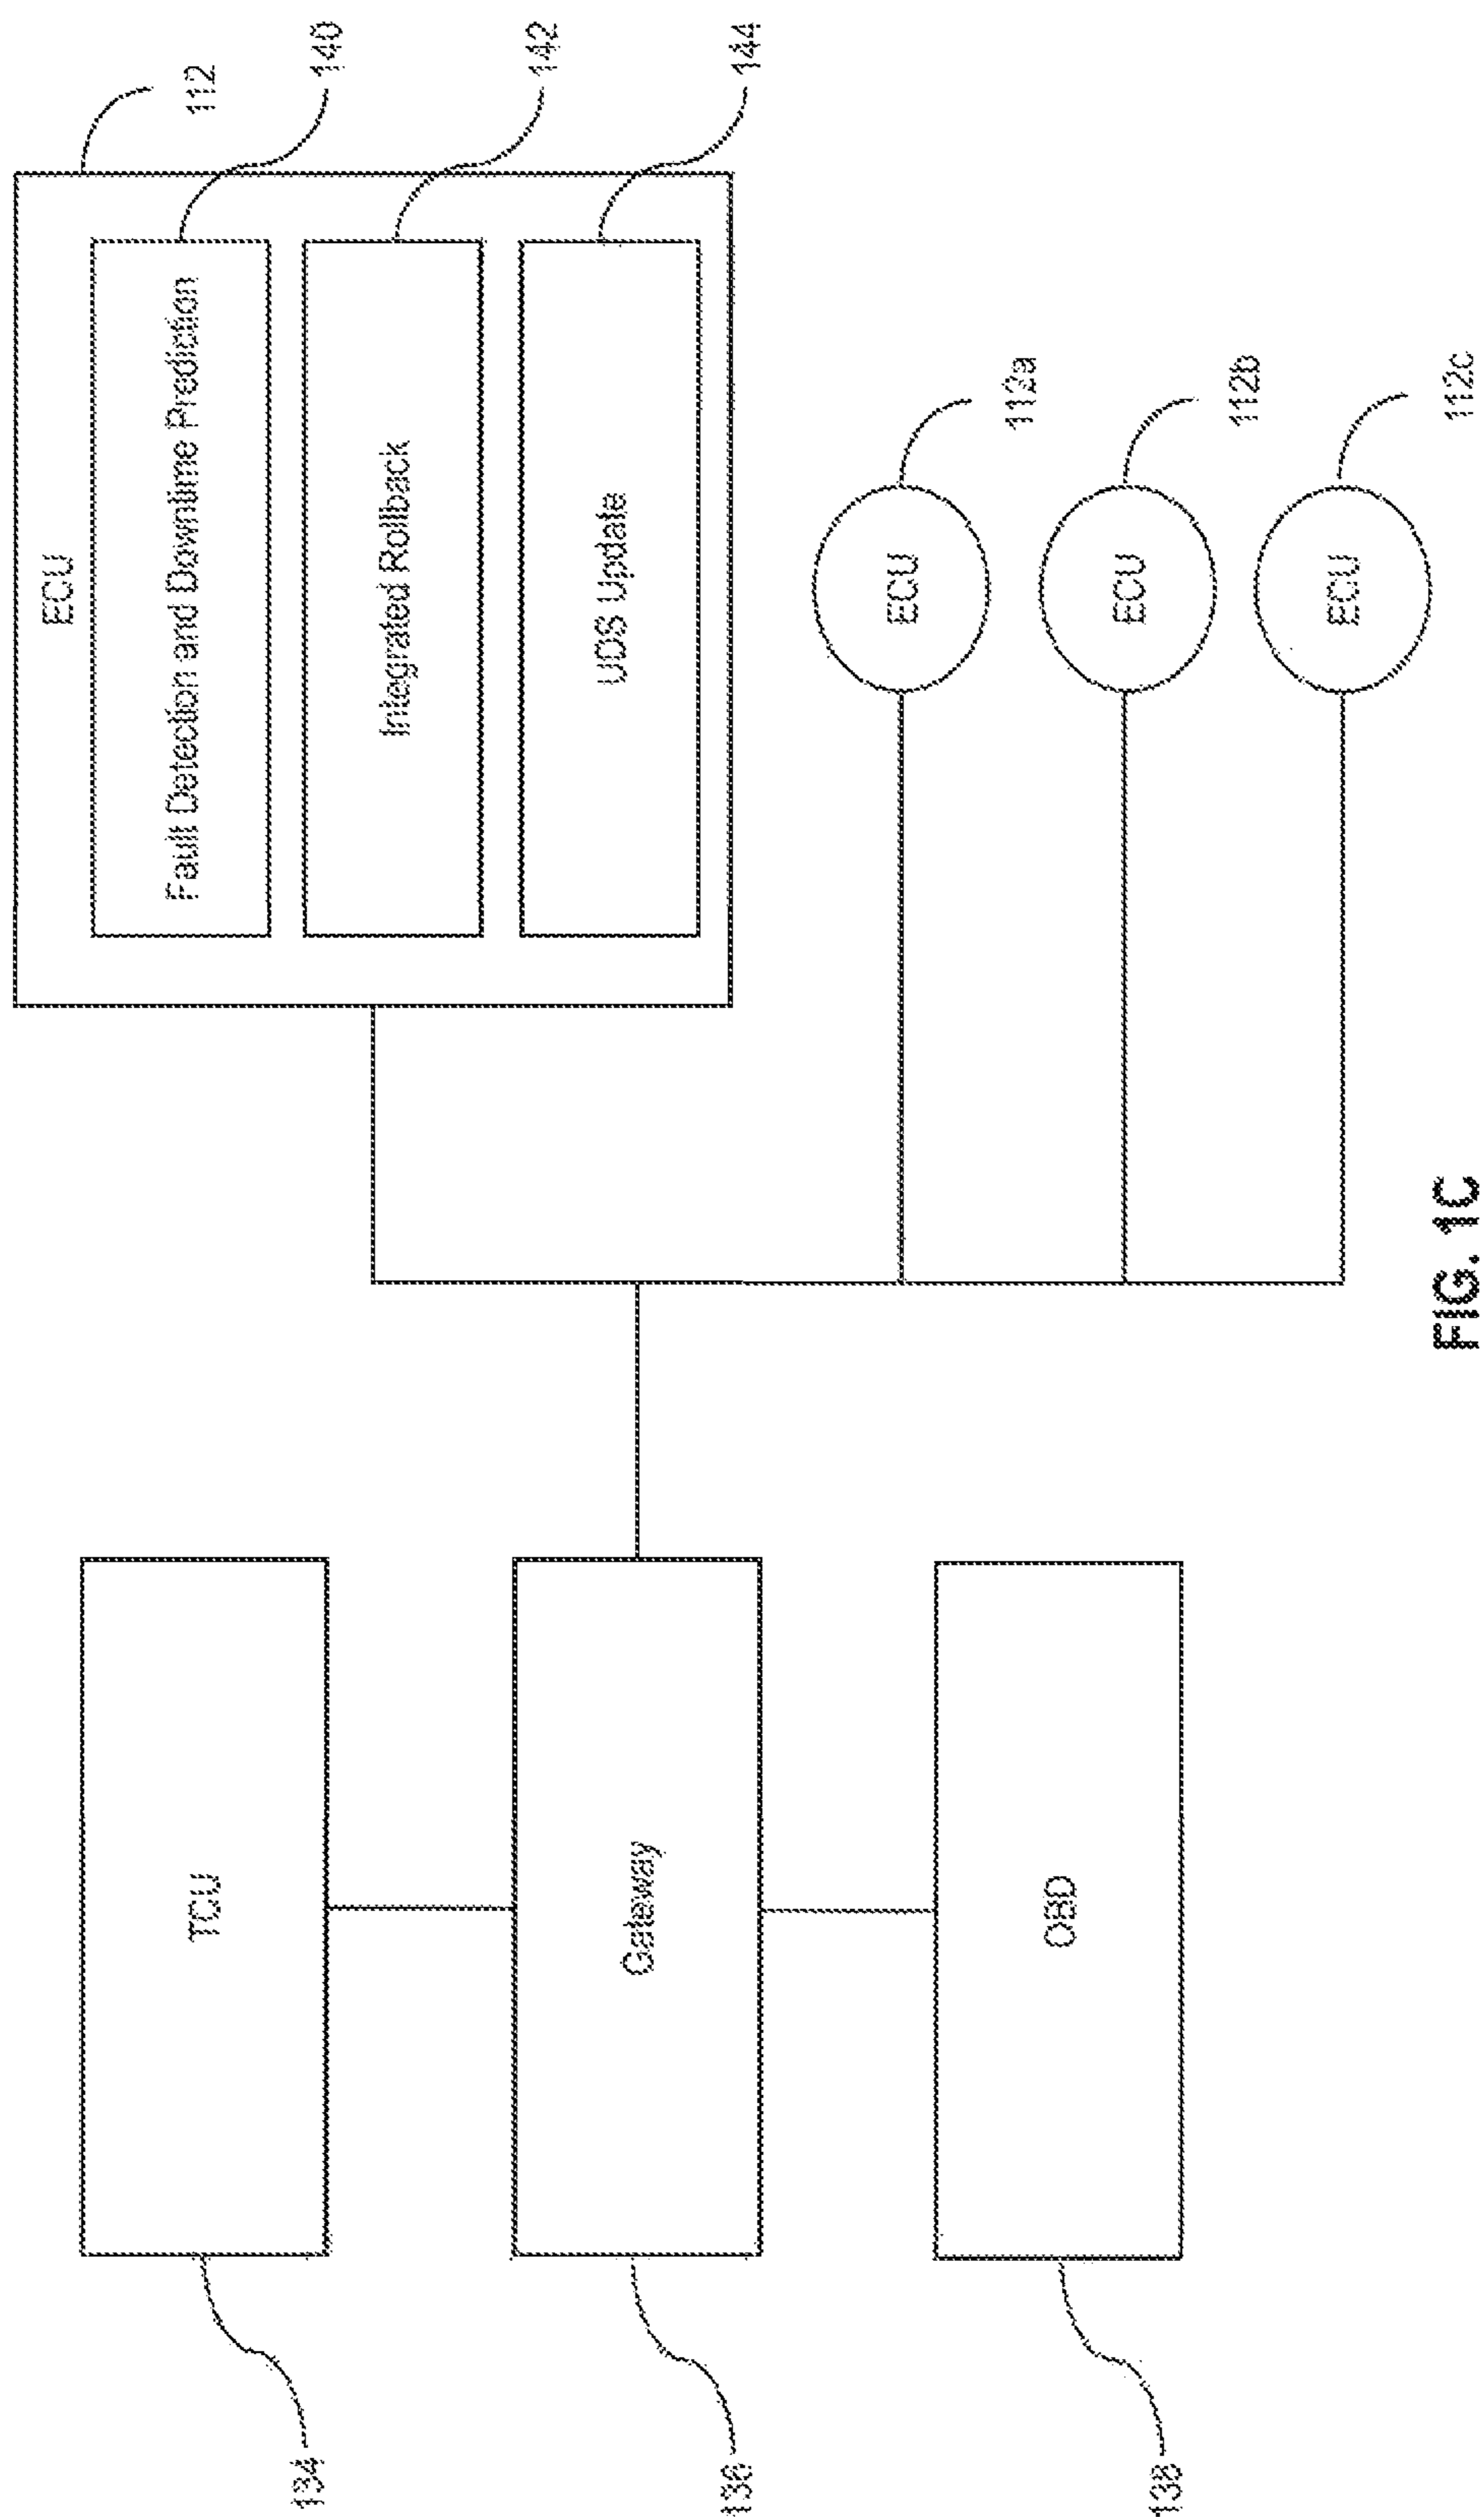 ECU
112
TCU
Fault Detection and Downtime Prediction
134
140
Integrated Rollback
142
Gateway
UDS Update
136
144
ECU
112a
OBD
ECU
138
112b
ECU
112c
FIG. 1C